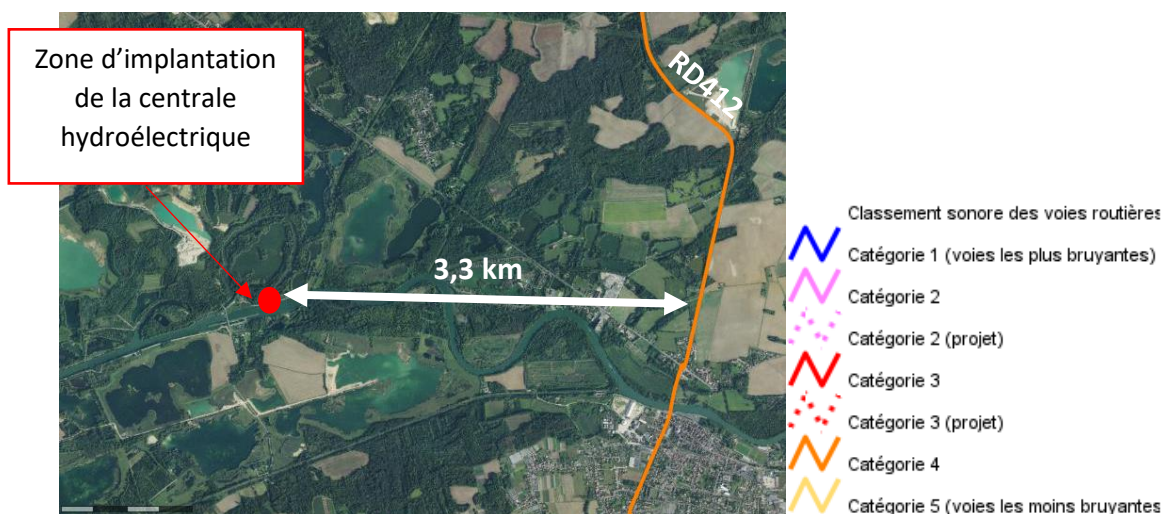 Zone d’implantation
de la centrale
hydroélectrique
RD412
3,3 km
Classement sonore des voies routières
Catégorie 1 (voies les plus bruyantes)
Catégorie 2
Catégorie 2 (projet)
Catégorie 3
Catégorie 3 (projet)
Catégorie 4
Catégorie 5 (voies les moins bruyantes